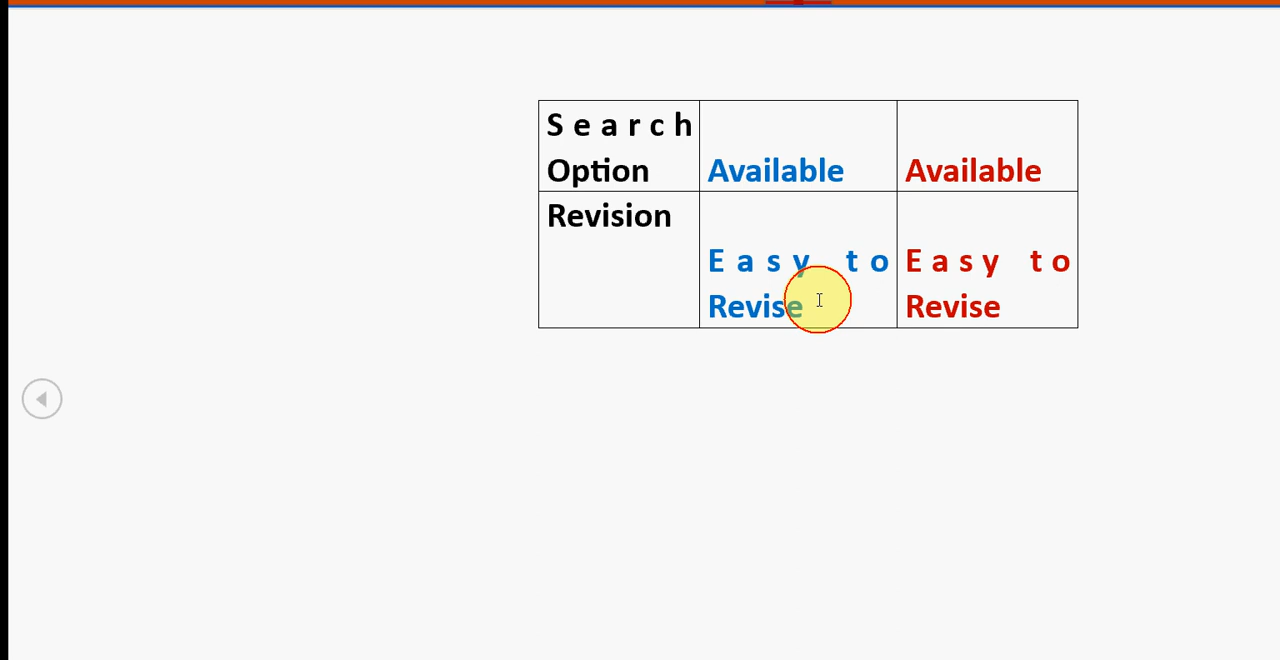 Search
Option
Available
Available
Revision
Easy to
Revise
Easy to
Revise